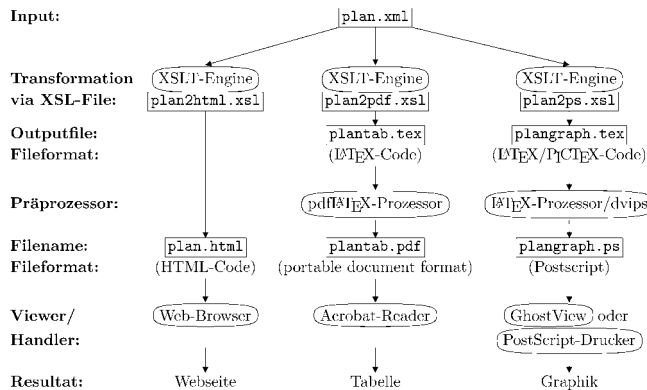 Input: plan.xml
Transformation XSLT-Engine XSLT-Engine XSLT-Engine
via XSL-File: plan2html.xsl plan2pdf.xsl plan2ps.xsl
Outputfile: plantab.tex plangraph.tex
Fileformat: (LATEX-Code) (LATEX/PICTEX-Code)
Präprozessor: pdfLATEX-Prozessor LATEX-Prozessor/dvips
Filename: plan.html plantab.pdf plangraph.ps
Fileformat: (HTML-Code) (portable document format) (Postscript)
Viewer/ Web-Browser Acrobat-Reader GhostView oder
Handler: PostScript-Drucker
Resultat: Webseite Tabelle Graphik